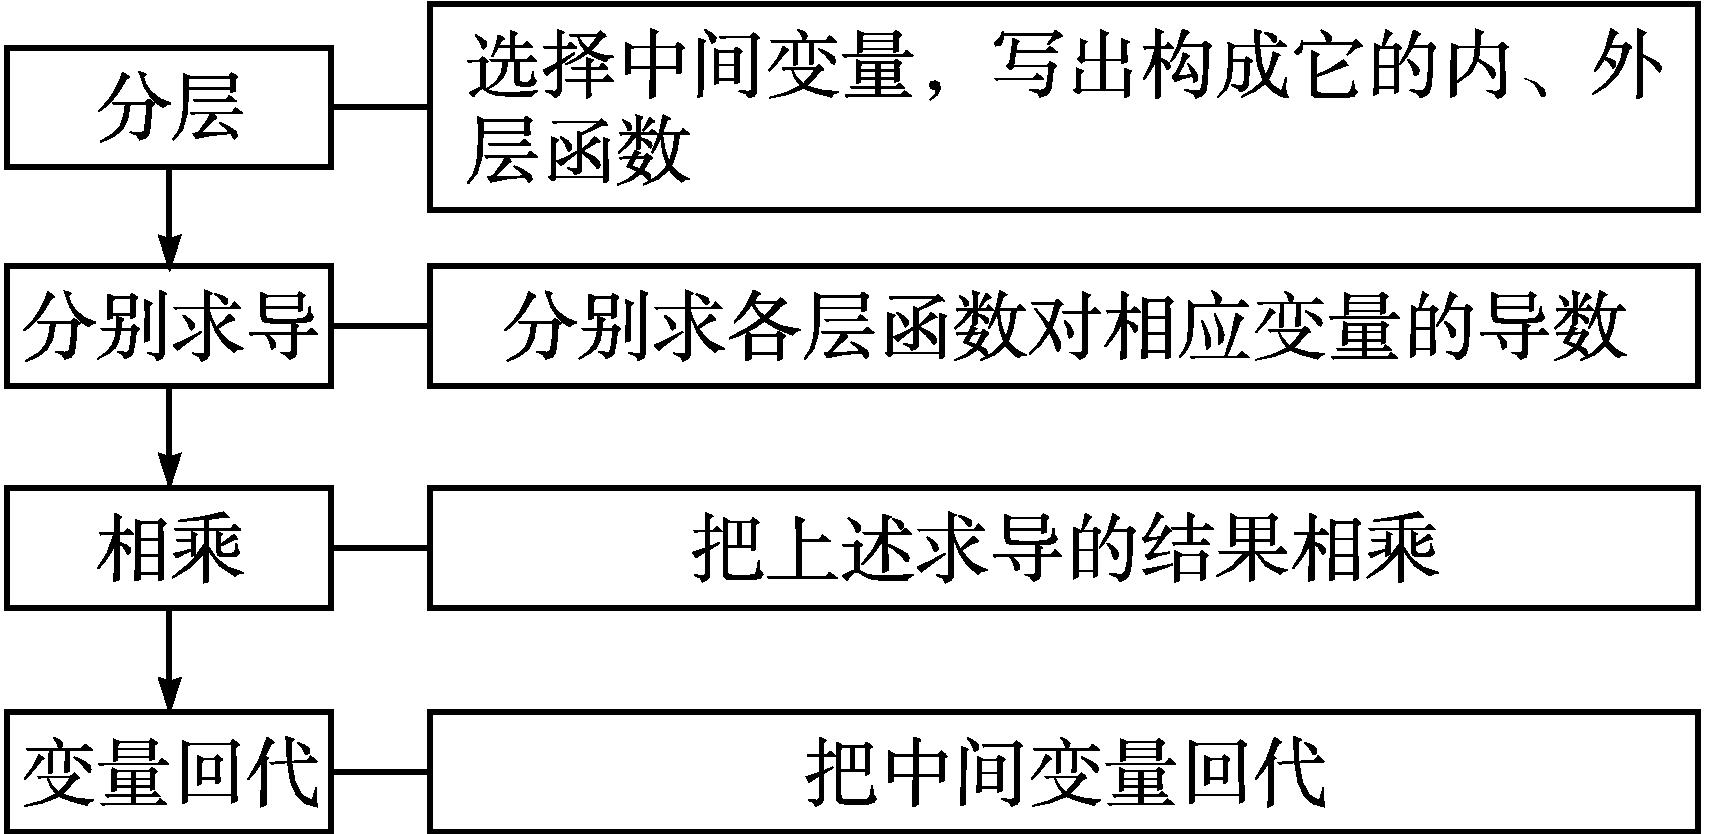 分层
选择中间变量，写出构成它的内、外
层函数
分别求导
分别求各层函数对相应变量的导数
相乘
把上述求导的结果相乘
变量回代
把中间变量回代